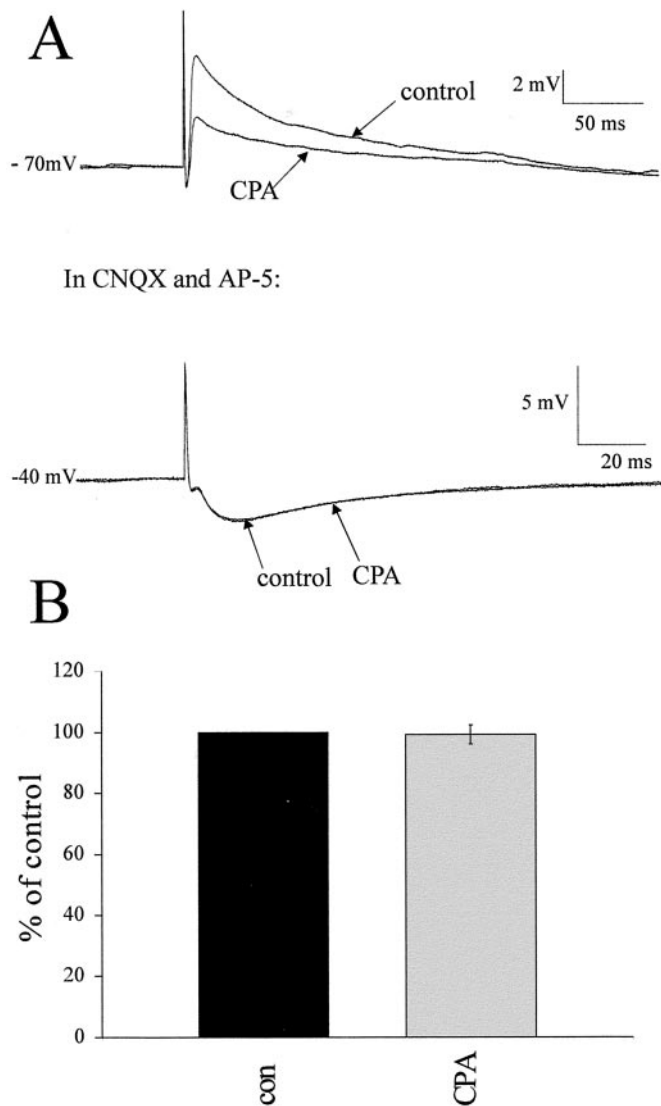 A
2 mV
50 ms
control
- 70mV
CPA
In CNQX and AP-5:
5 mV
20 ms
-40 mV
control
CPA
B
120
100
80
60
40
20
0
% of control
con
CPA